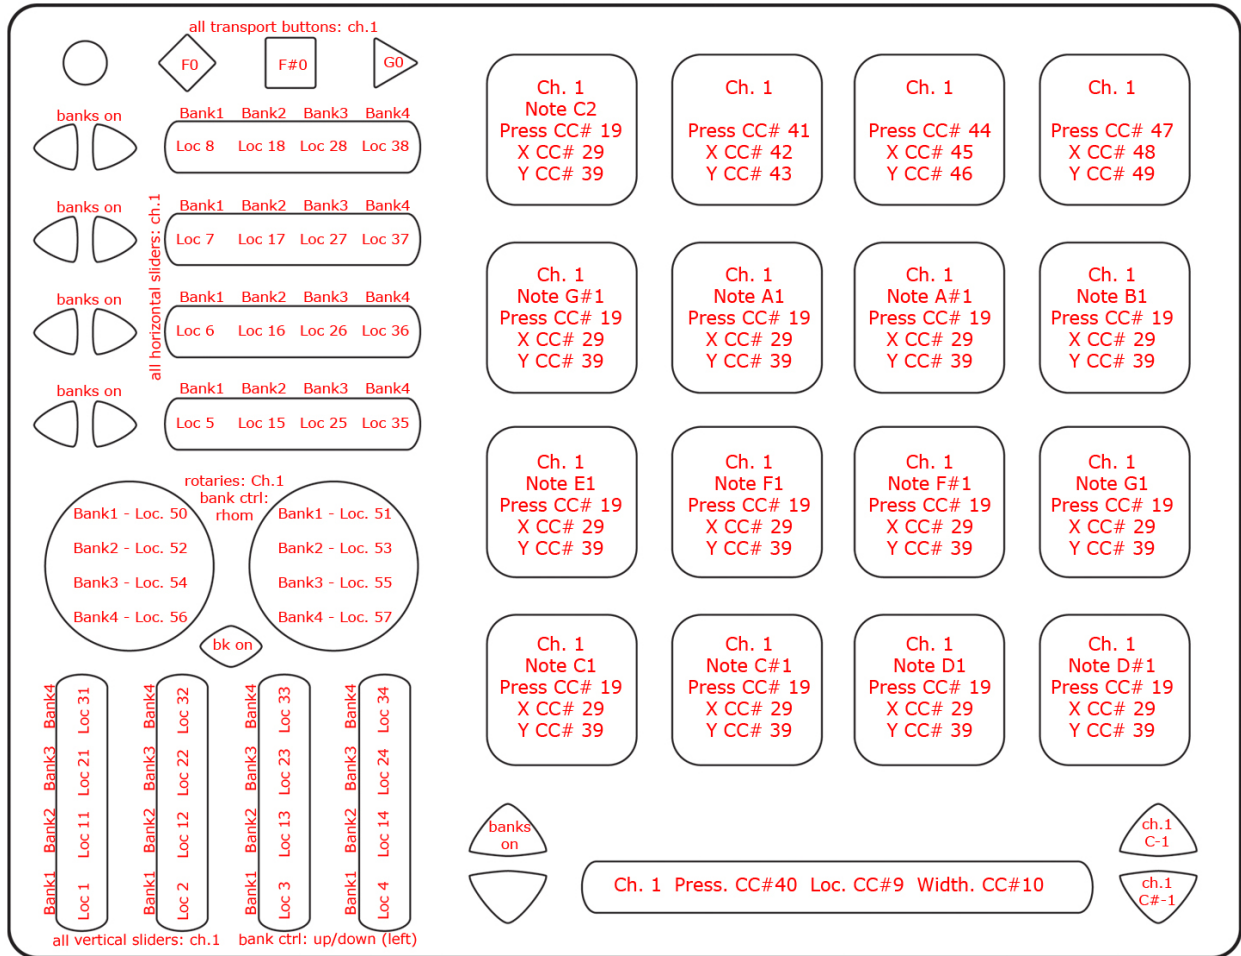 all transport buttons: ch.1
F0
F#0
G0
banks on
Bank1 Bank2 Bank3 Bank4
Loc 8 Loc 18 Loc 28 Loc 38
banks on
Bank1 Bank2 Bank3 Bank4
Loc 7 Loc 17 Loc 27 Loc 37
banks on
Bank1 Bank2 Bank3 Bank4
Loc 6 Loc 16 Loc 26 Loc 36
banks on
Bank1 Bank2 Bank3 Bank4
Loc 5 Loc 15 Loc 25 Loc 35
all horizontal sliders: ch.1
rotaries: Ch.1
bank ctrl:
rhom
Bank1 - Loc. 50
Bank2 - Loc. 52
Bank3 - Loc. 54
Bank4 - Loc. 56
Bank1 - Loc. 51
Bank2 - Loc. 53
Bank3 - Loc. 55
Bank4 - Loc. 57
bk on
Bank1 Bank2 Bank3 Bank4
Loc 1 Loc 11 Loc 21 Loc 31
Bank1 Bank2 Bank3 Bank4
Loc 2 Loc 12 Loc 22 Loc 32
Bank1 Bank2 Bank3 Bank4
Loc 3 Loc 13 Loc 23 Loc 33
Bank1 Bank2 Bank3 Bank4
Loc 4 Loc 14 Loc 24 Loc 34
all vertical sliders: ch.1
bank ctrl: up/down (left)
Ch. 1
Note C2
Press CC# 19
X CC# 29
Y CC# 39
Ch. 1
Press CC# 41
X CC# 42
Y CC# 43
Ch. 1
Press CC# 44
X CC# 45
Y CC# 46
Ch. 1
Press CC# 47
X CC# 48
Y CC# 49
Ch. 1
Note G#1
Press CC# 19
X CC# 29
Y CC# 39
Ch. 1
Note A1
Press CC# 19
X CC# 29
Y CC# 39
Ch. 1
Note A#1
Press CC# 19
X CC# 29
Y CC# 39
Ch. 1
Note B1
Press CC# 19
X CC# 29
Y CC# 39
Ch. 1
Note E1
Press CC# 19
X CC# 29
Y CC# 39
Ch. 1
Note F1
Press CC# 19
X CC# 29
Y CC# 39
Ch. 1
Note F#1
Press CC# 19
X CC# 29
Y CC# 39
Ch. 1
Note G1
Press CC# 19
X CC# 29
Y CC# 39
Ch. 1
Note C1
Press CC# 19
X CC# 29
Y CC# 39
Ch. 1
Note C#1
Press CC# 19
X CC# 29
Y CC# 39
Ch. 1
Note D1
Press CC# 19
X CC# 29
Y CC# 39
Ch. 1
Note D#1
Press CC# 19
X CC# 29
Y CC# 39
banks
on
Ch. 1 Press. CC#40 Loc. CC#9 Width. CC#10
ch.1
C-1
ch.1
C#-1